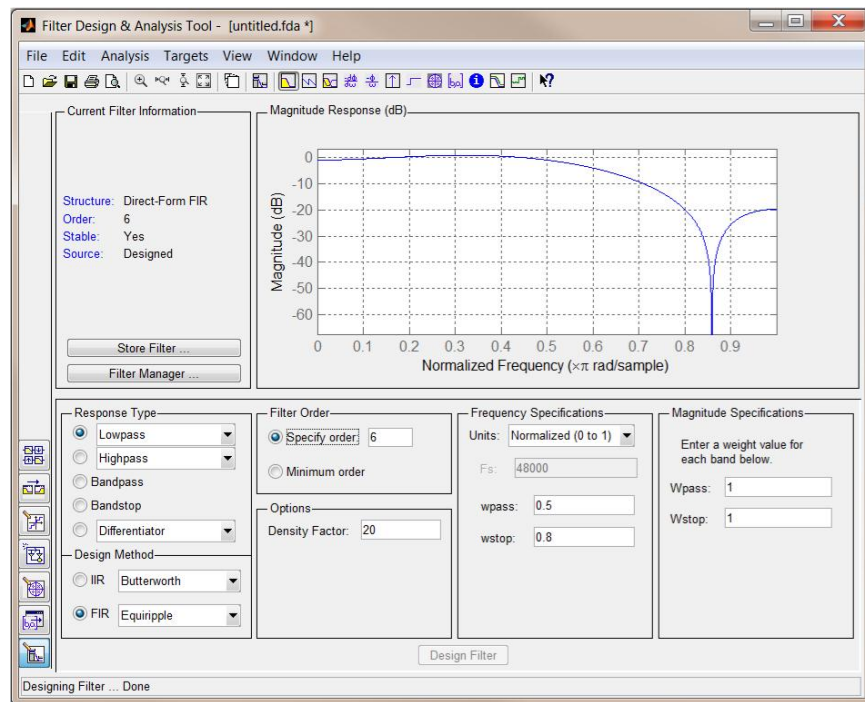 Filter Design & Analysis Tool - [untitled.fda *]
File Edit Analysis Targets View Window Help
Current Filter Information
Structure: Direct-Form FIR
Order: 6
Stable: Yes
Source: Designed
Store Filter ...
Filter Manager ...
Magnitude Response (dB)
Magnitude (dB)
0
-10
-20
-30
-40
-50
-60
0 0.1 0.2 0.3 0.4 0.5 0.6 0.7 0.8 0.9
Normalized Frequency (×π rad/sample)
Response Type
Lowpass
Highpass
Bandpass
Bandstop
Differentiator
Design Method
IIR Butterworth
FIR Equiripple
Filter Order
Specify order: 6
Minimum order
Options
Density Factor: 20
Frequency Specifications
Units: Normalized (0 to 1)
Fs: 48000
wpass: 0.5
wstop: 0.8
Magnitude Specifications
Enter a weight value for
each band below.
Wpass: 1
Wstop: 1
Design Filter
Designing Filter ... Done